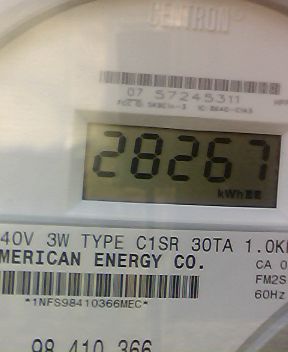 CENTRON®
07 57245311
28267
kWh
40V 3W TYPE C1SR 30TA 1.0K
MERICAN ENERGY CO.
CA 0
FM2S
60Hz
*1NFS98410366MEC*
98 410 366